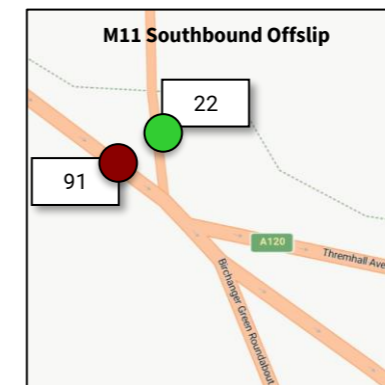 M11 Southbound Offslip
22
91
A120
Thremhall Ave
Birchanger Green Roundabout